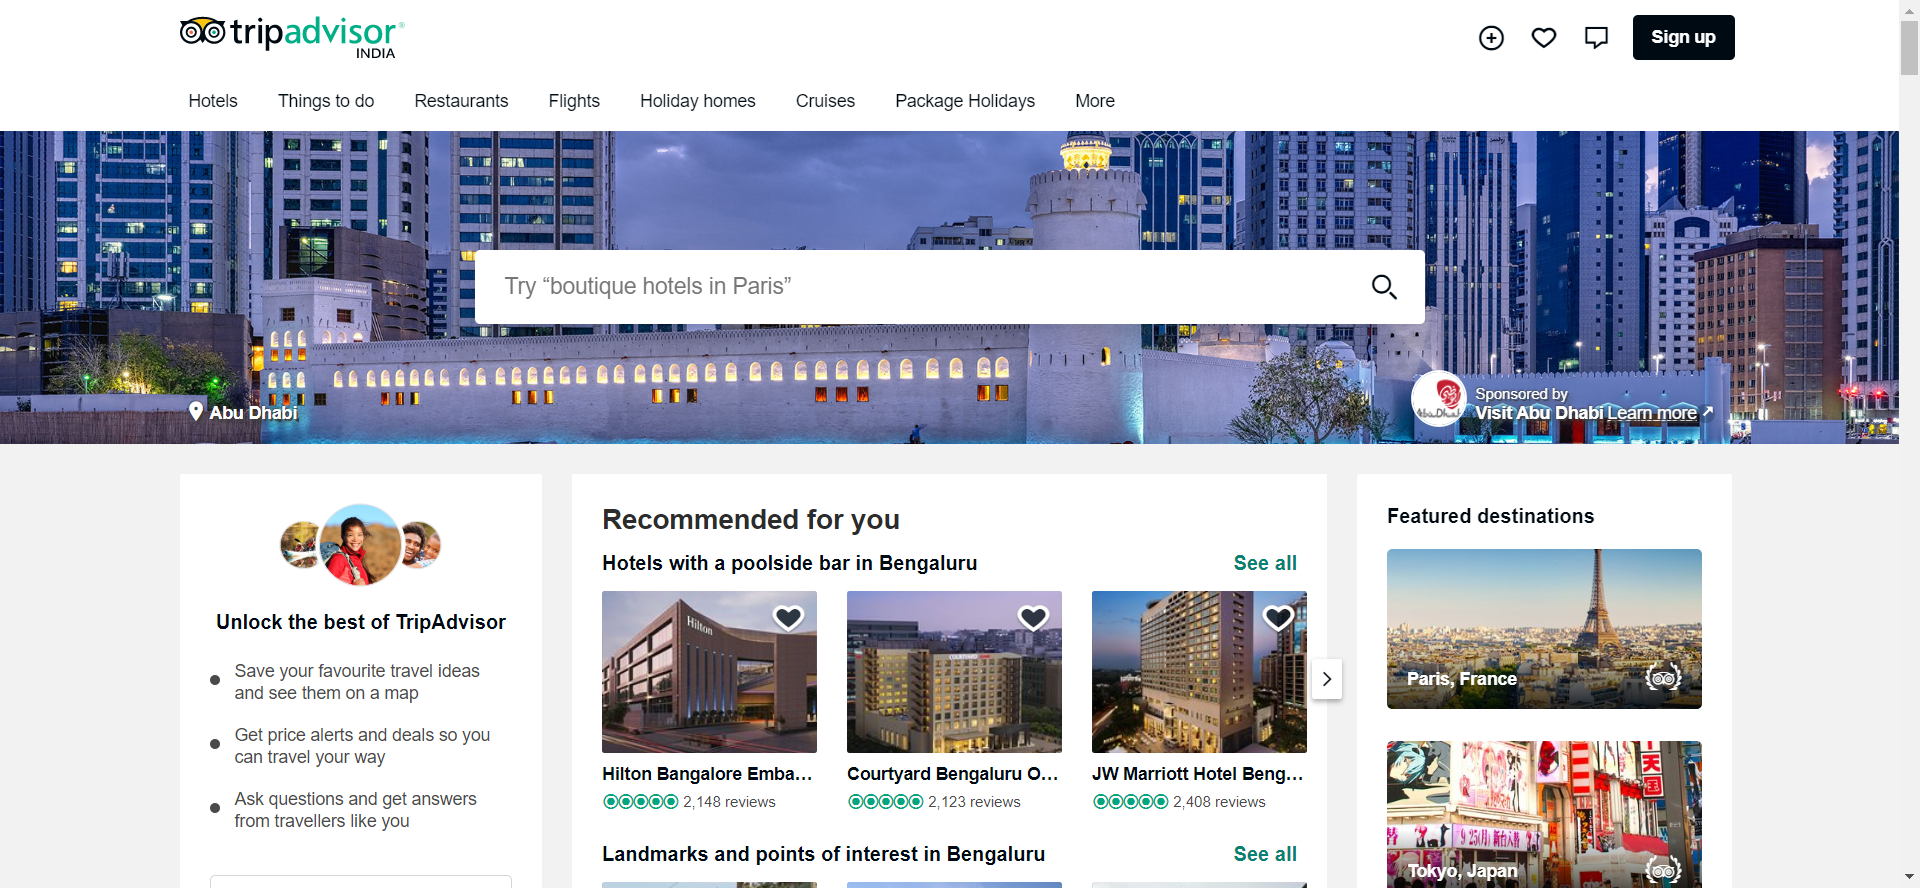 tripadvisor®
INDIA
Sign up
Hotels
Things to do
Restaurants
Flights
Holiday homes
Cruises
Package Holidays
More
Try “boutique hotels in Paris”
Abu Dhabi
Sponsored by
Visit Abu Dhabi Learn more
Unlock the best of TripAdvisor
Save your favourite travel ideas
and see them on a map
Get price alerts and deals so you
can travel your way
Ask questions and get answers
from travellers like you
Recommended for you
Hotels with a poolside bar in Bengaluru
See all
Hilton
COURTYARD
Hilton Bangalore Emba...
2,148 reviews
Courtyard Bengaluru O...
2,123 reviews
JW Marriott Hotel Beng...
2,408 reviews
Landmarks and points of interest in Bengaluru
See all
Featured destinations
Paris, France
Tokyo, Japan